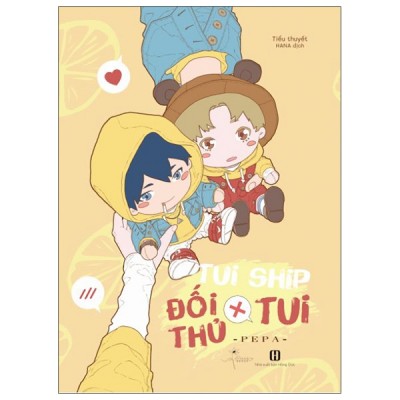 Tiểu thuyết
HANA dịch
TUI SHIP
ĐỐI × TUI
THỦ
-PEPA-